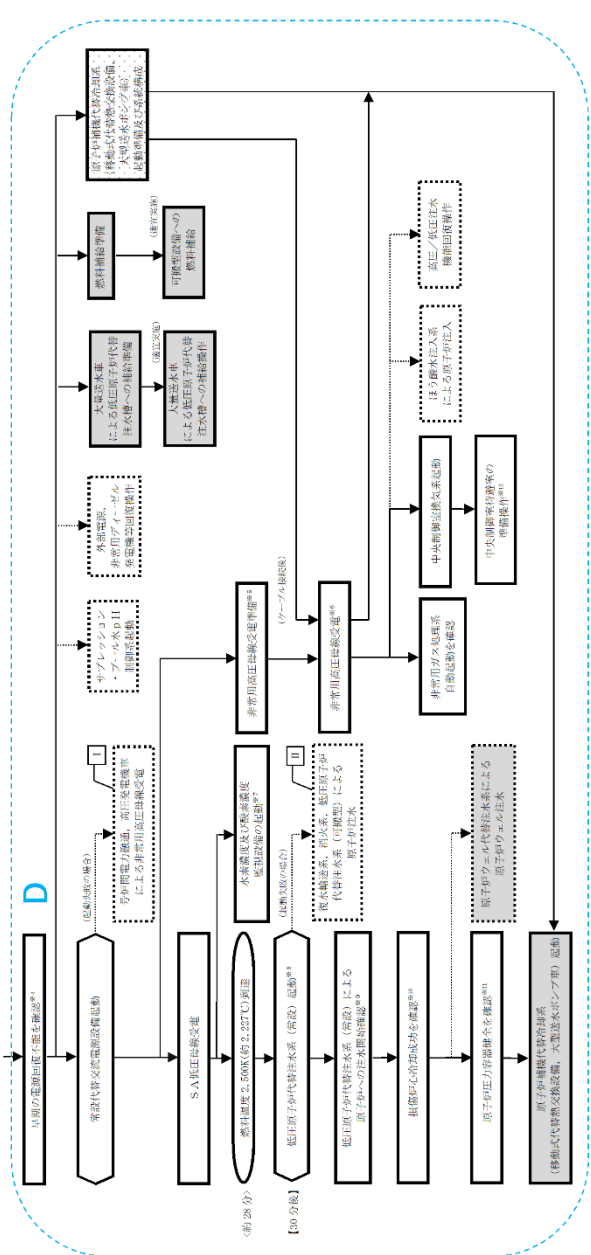 D
早期の電源回復不能を確認※4
常設代替交流電源設備起動
(起動失敗の場合)
Ⅰ
号炉間電力融通，高圧発電機車
による非常用高圧母線受電
サプレッション
・プール水ｐＨ
制御系起動
外部電源，
非常用ディーゼル
発電機等回復操作
大量送水車
による低圧原子炉代替
注水槽への補給準備
(適宜実施)
大量送水車
による低圧原子炉代替
注水槽への補給操作
燃料補給準備
(適宜実施)
可搬型設備への
燃料補給
原子炉補機代替冷却系
(移動式代替熱交換設備，
大型送水ポンプ車)
起動準備及び系統構成
ＳＡ低圧母線受電
水素濃度及び酸素濃度
監視設備の起動※7
非常用高圧母線受電準備※5
(ケーブル接続後)
非常用高圧母線受電※6
<約28分>
燃料温度2,500K(約2,227℃)到達
【30分後】
低圧原子炉代替注水系（常設）起動※8
(起動失敗の場合)
Ⅱ
復水輸送系，消火系，低圧原子炉
代替注水系（可搬型）による
原子炉注水
低圧原子炉代替注水系（常設）による
原子炉への注水開始確認※9
非常用ガス処理系
自動起動を確認
中央制御室換気系起動
中央制御室待避室の
準備操作※12
ほう酸水注入系
による原子炉注入
高圧／低圧注水
機能回復操作
損傷炉心冷却成功を確認※10
原子炉ウェル代替注水系による
原子炉ウェル注水
原子炉圧力容器健全を確認※11
原子炉補機代替冷却系
(移動式代替熱交換設備，大型送水ポンプ車）起動